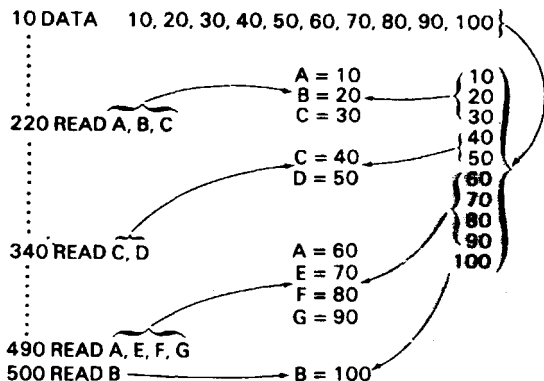 10 DATA 10, 20, 30, 40, 50, 60, 70, 80, 90, 100
A = 10
B = 20
C = 30
10
20
30
220 READ A, B, C
40
50
C = 40
D = 50
60
70
80
90
100
340 READ C, D
A = 60
E = 70
F = 80
G = 90
490 READ A, E, F, G
500 READ B
B = 100